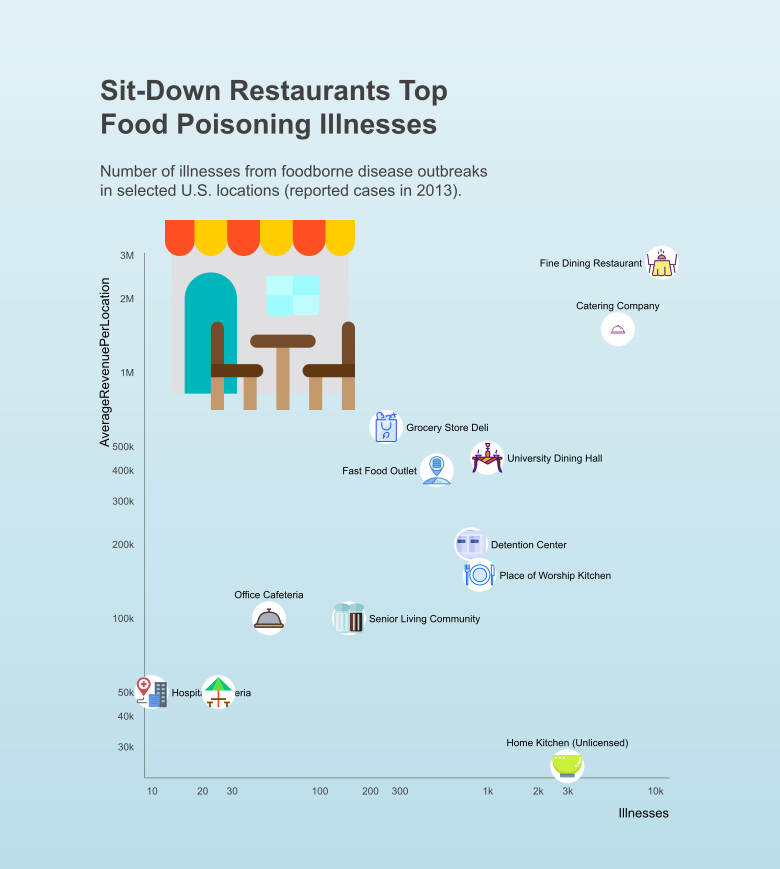 Sit-Down Restaurants Top
Food Poisoning Illnesses
Number of illnesses from foodborne disease outbreaks
in selected U.S. locations (reported cases in 2013).
AverageRevenuePerLocation
3M
2M
1M
500k
400k
300k
200k
100k
50k
40k
30k
Fine Dining Restaurant
Catering Company
Grocery Store Deli
University Dining Hall
Fast Food Outlet
Detention Center
Place of Worship Kitchen
Office Cafeteria
Senior Living Community
Home Kitchen (Unlicensed)
10
20
30
100
200
300
1k
2k
3k
10k
Illnesses